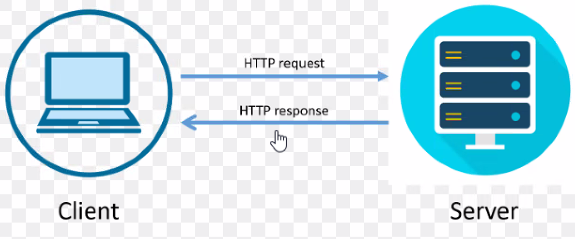 HTTP request
HTTP response
Client
Server